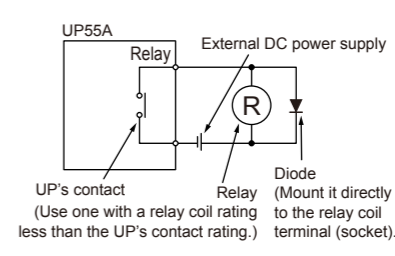 UP55A
Relay
External DC power supply
R
UP's contact
Relay
(Use one with a relay coil rating
less than the UP's contact rating.)
Diode
(Mount it directly
to the relay coil
terminal (socket).